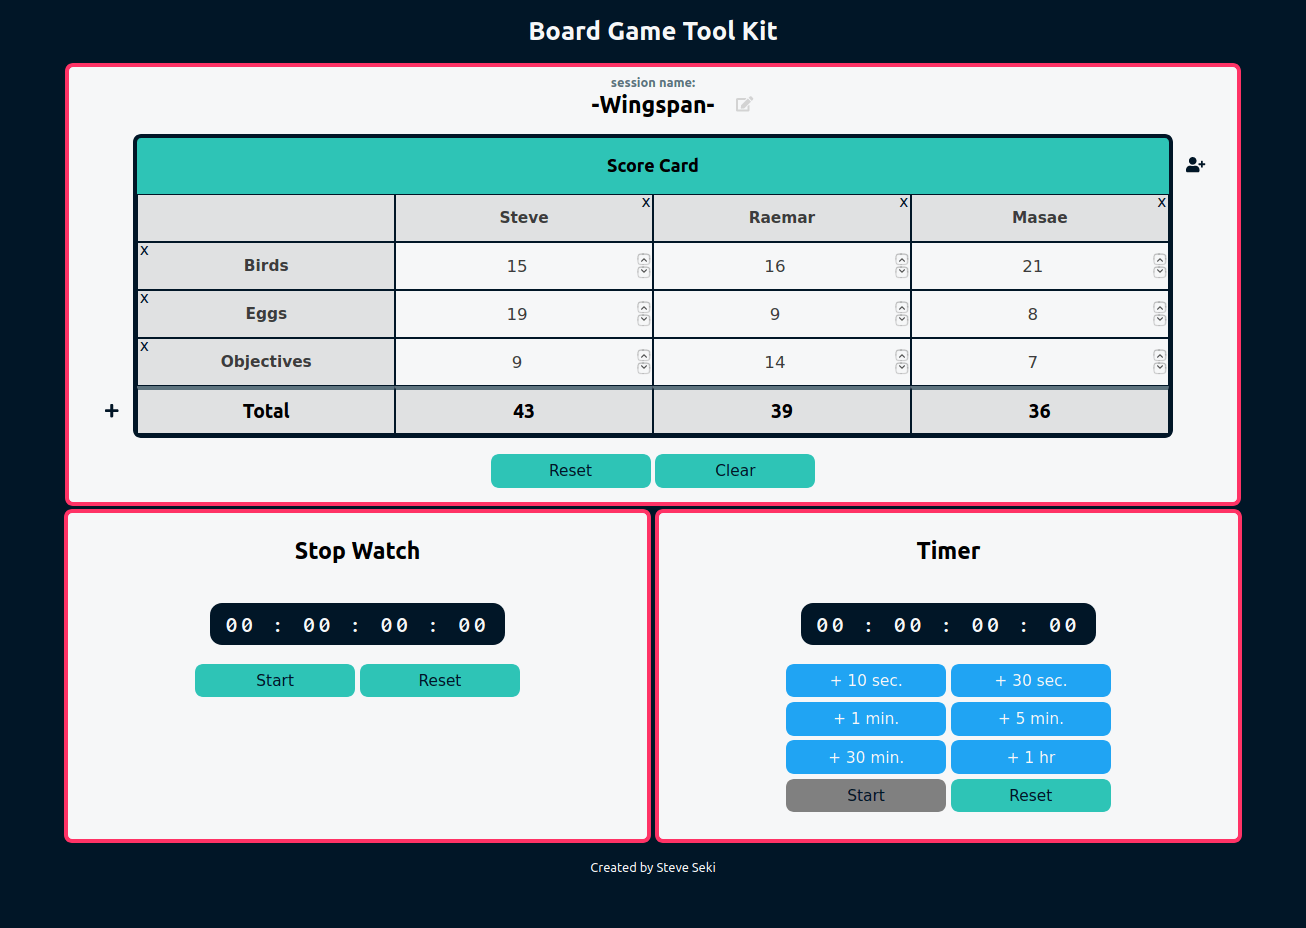 Board Game Tool Kit
session name:
-Wingspan-
Score Card
x x x
Steve Raemar Masae
x
Birds 15 16 21
x
Eggs 19 9 8
x
Objectives 9 14 7
+ Total 43 39 36
Reset Clear
Stop Watch
00 : 00 : 00 : 00
Start Reset
Timer
00 : 00 : 00 : 00
+ 10 sec. + 30 sec.
+ 1 min. + 5 min.
+ 30 min. + 1 hr
Start Reset
Created by Steve Seki